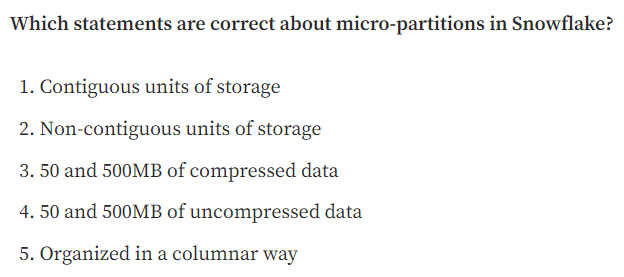 Which statements are correct about micro-partitions in Snowflake?
1. Contiguous units of storage
2. Non-contiguous units of storage
3. 50 and 500MB of compressed data
4. 50 and 500MB of uncompressed data
5. Organized in a columnar way